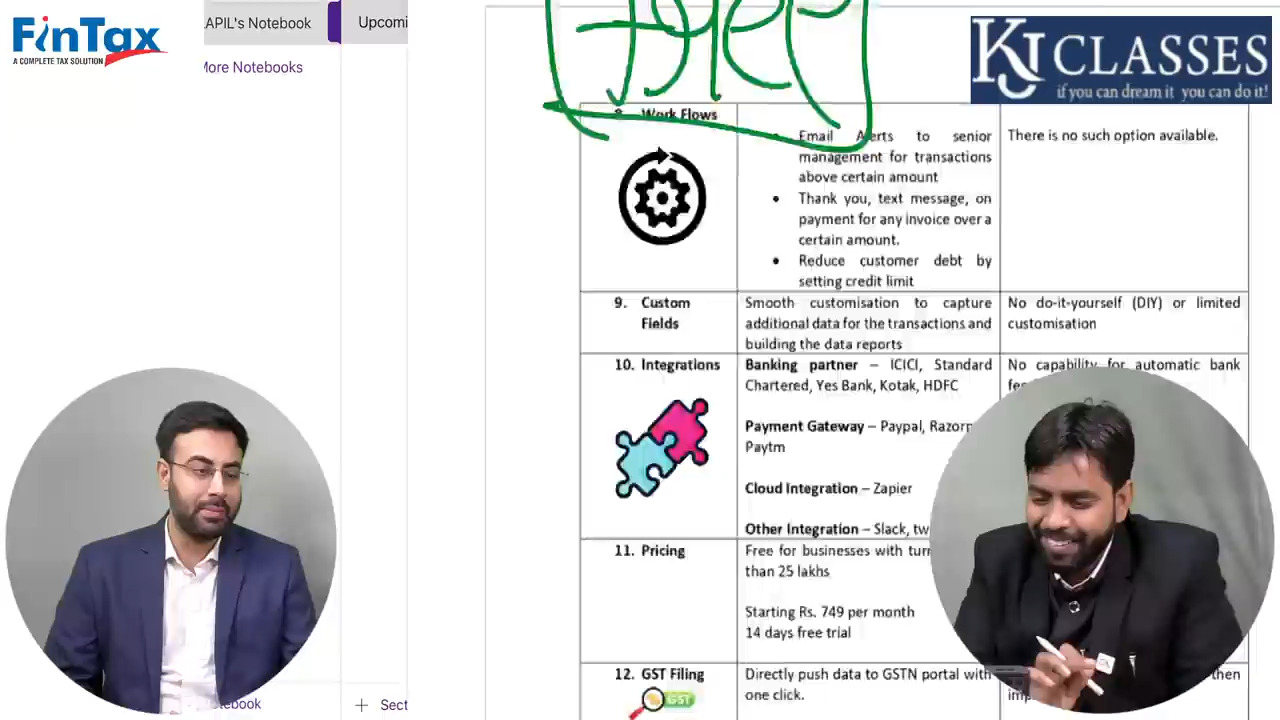 FinTax
A COMPLETE TAX SOLUTION
APIL's Notebook
Upcomi
More Notebooks
KJ CLASSES
if you can dream it you can do it!
8. Work Flows
Email Alerts to senior
management for transactions
above certain amount
• Thank you, text message, on
payment for any invoice over a
certain amount.
• Reduce customer debt by
setting credit limit
There is no such option available.
9. Custom
Fields
Smooth customisation to capture
additional data for the transactions and
building the data reports
No do-it-yourself (DIY) or limited
customisation
10. Integrations
Banking partner – ICICI, Standard
Chartered, Yes Bank, Kotak, HDFC
Payment Gateway – Paypal, Razorp
Paytm
Cloud Integration – Zapier
Other Integration – Slack, tw
No capability for automatic bank
11. Pricing
Free for businesses with turn
than 25 lakhs
Starting Rs. 749 per month
14 days free trial
12. GST Filing
GST
Directly push data to GSTN portal with
one click.
then
ebook
+ Sect